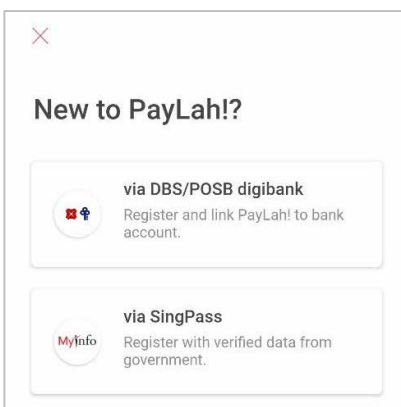 New to PayLah!?
via DBS/POSB digibank
Register and link PayLah! to bank
account.
via SingPass
MyInfo
Register with verified data from
government.